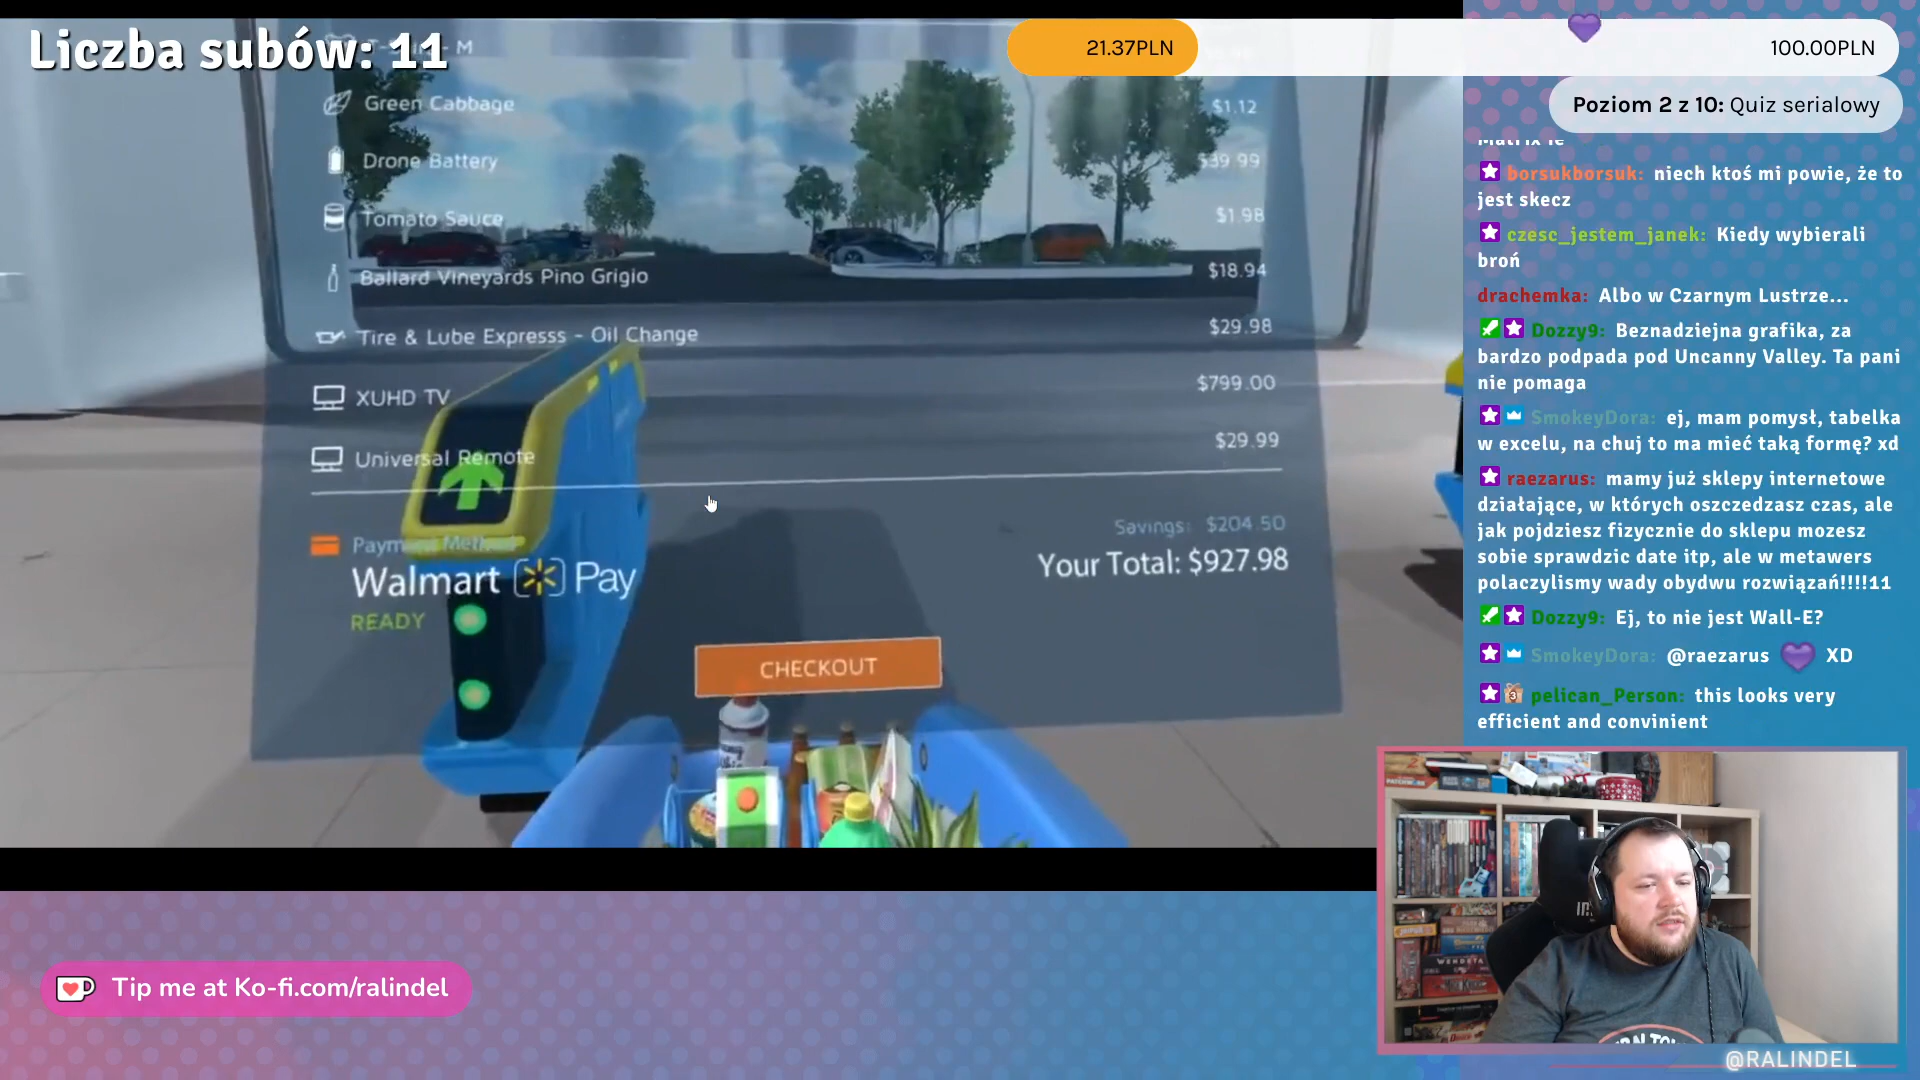 Liczba subów: 11
21.37PLN
100.00PLN
Poziom 2 z 10: Quiz serialowy
M
Green Cabbage $1.12
Drone Battery $39.99
Tomato Sauce $1.98
Ballard Vineyards Pino Grigio $18.94
Tire & Lube Expresss - Oil Change $29.98
XUHD TV $799.00
Universal Remote $29.99
Savings: $204.50
Your Total: $927.98
Payment Method
Walmart Pay
READY
CHECKOUT
Matrix ie
borsukborsuk: niech ktoś mi powie, że to
jest skecz
czesc_jestem_janek: Kiedy wybierali
broń
drachemka: Albo w Czarnym Lustrze...
Dozzy9: Beznadziejna grafika, za
bardzo podpada pod Uncanny Valley. Ta pani
nie pomaga
SmokeyDora: ej, mam pomysł, tabelka
w excelu, na chuj to ma mieć taką formę? xd
raezarus: mamy już sklepy internetowe
działające, w których oszczedzasz czas, ale
jak pojdziesz fizycznie do sklepu mozesz
sobie sprawdzic date itp, ale w metawers
polaczylismy wady obydwu rozwiązań!!!!11
Dozzy9: Ej, to nie jest Wall-E?
SmokeyDora: @raezarus XD
pelican_Person: this looks very
efficient and convinient
Tip me at Ko-fi.com/ralindel
@RALINDEL